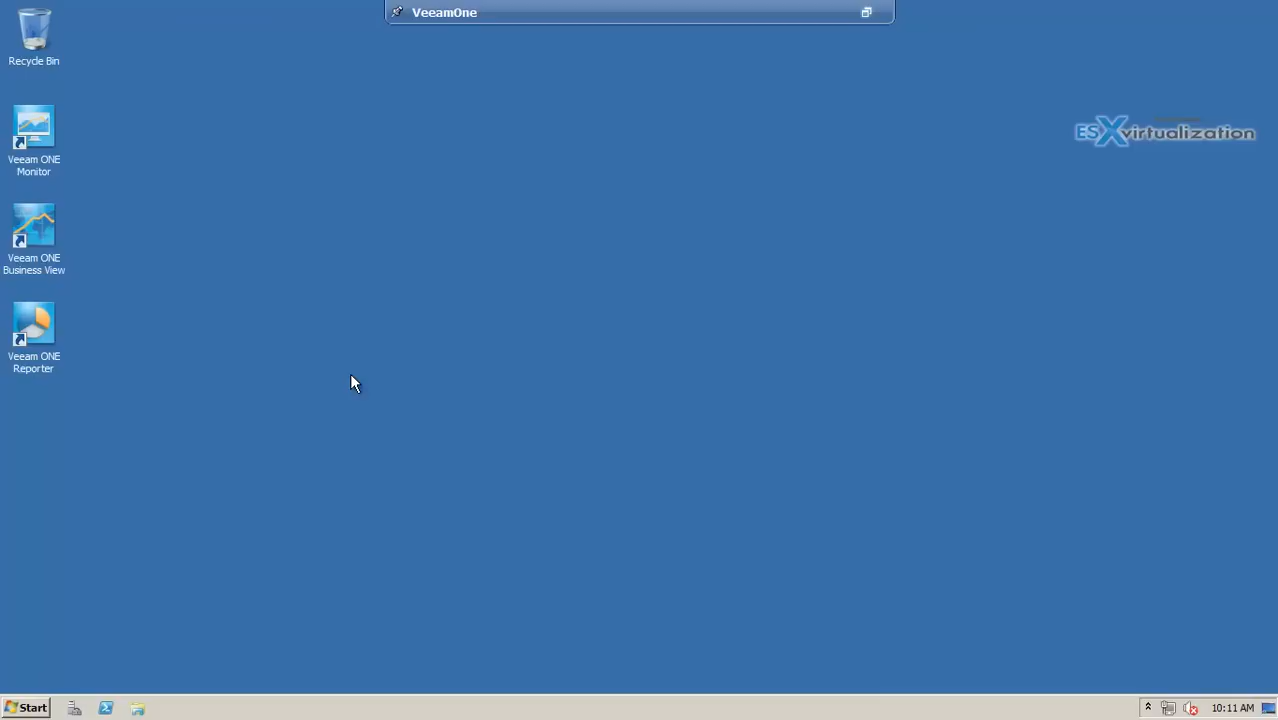 VeeamOne
Recycle Bin
ESXvirtualization
Veeam ONE
Monitor
Veeam ONE
Business View
Veeam ONE
Reporter
Start
10:11 AM